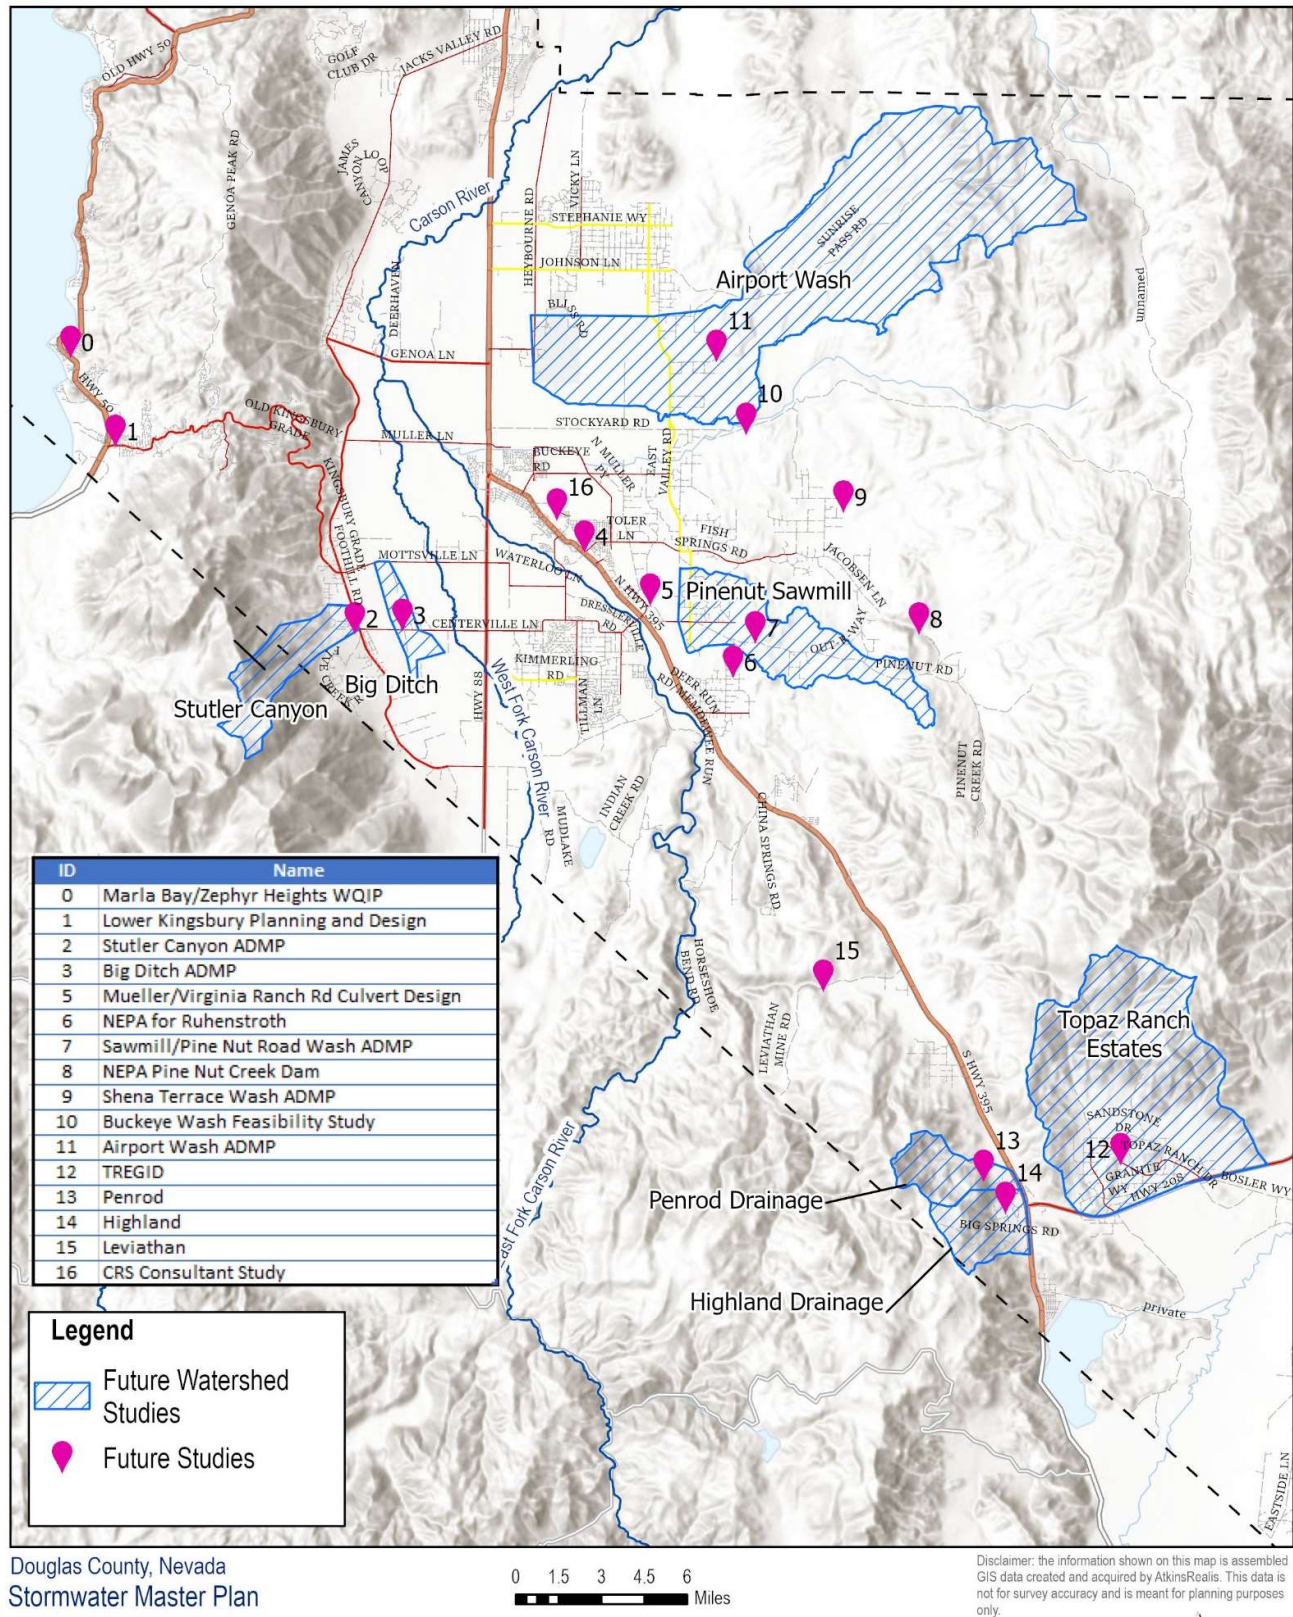 OLD HWY 50
GOLF
CLUB DR
JACKS VALLEY RD
GENOA PEAK RD
JAMES
CANYON
LOOP
Carson River
HEYBOURNE RD
VICKY LN
STEPHANIE WY
JOHNSON LN
SUNRISE
PASS RD
Airport Wash
unnamed
DEERHAVEN
BLISS RD
11
0
GENOA LN
HWY 50
10
1
OLD KINGSBURY
GRADE
MULLER LN
STOCKYARD RD
BUCKEYE
RD
N MULLER
PY
EAST
VALLEY RD
KINGSBURY GRADE
FOOTHILL RD
16
9
4
TOLER
LN
FISH
SPRINGS RD
MOTTSVILLE LN
WATERLOO LN
N HWY 395
JACOBSEN LN
5
Pinenut Sawmill
DRESSLERVILLE
RD
2
3
CENTERVILLE LN
7
8
OUT-R-WAY
6
PINENUT RD
KIMMERLING
RD
DEER RUN
RD
MEMDEWEE RUN
Big Ditch
Stutler Canyon
HWY 88
West Fork Carson River
TILLMAN
LN
PINENUT
CREEK RD
INDIAN
CREEK RD
MUDLAKE
RD
CHINA SPRINGS RD
ID Name
0 Marla Bay/Zephyr Heights WQIP
1 Lower Kingsbury Planning and Design
2 Stutler Canyon ADMP
3 Big Ditch ADMP
5 Mueller/Virginia Ranch Rd Culvert Design
6 NEPA for Ruhenstroth
7 Sawmill/Pine Nut Road Wash ADMP
8 NEPA Pine Nut Creek Dam
9 Shena Terrace Wash ADMP
10 Buckeye Wash Feasibility Study
11 Airport Wash ADMP
12 TREGID
13 Penrod
14 Highland
15 Leviathan
16 CRS Consultant Study
HORSESHOE
BEND RD
15
LEVIATHAN
MINE RD
Topaz Ranch
Estates
S HWY 395
SANDSTONE
DR
12
TOPAZ RANCH DR
GRANITE
WY
HWY 208
BOSLER WY
13
14
Penrod Drainage
BIG SPRINGS RD
East Fork Carson River
Highland Drainage
private
EASTSIDE LN
Legend
Future Watershed
Studies
Future Studies
Douglas County, Nevada
Stormwater Master Plan
0 1.5 3 4.5 6
Miles
Disclaimer: the information shown on this map is assembled
GIS data created and acquired by AtkinsRealis. This data is
not for survey accuracy and is meant for planning purposes
only.